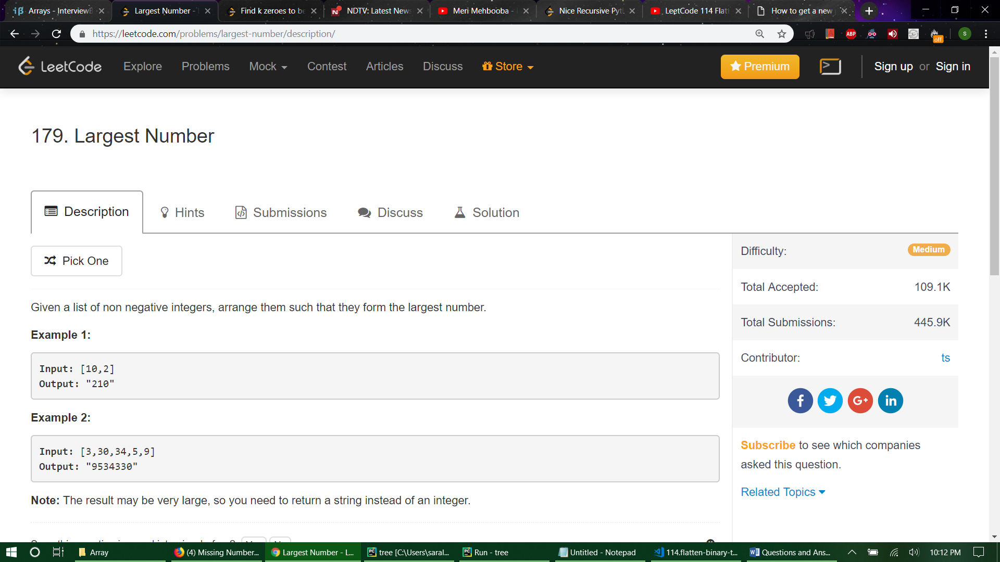 Arrays - Interview
Largest Number -
Find k zeroes to be
NDTV: Latest News
Meri Mehbooba -
Nice Recursive Pyt
LeetCode 114 Flat
How to get a new
https://leetcode.com/problems/largest-number/description/
ABP
off
S
LeetCode
Explore
Problems
Mock
Contest
Articles
Discuss
Store
Premium
Sign up or Sign in
179. Largest Number
Description
Hints
Submissions
Discuss
Solution
Pick One
Difficulty: Medium
Total Accepted: 109.1K
Total Submissions: 445.9K
Contributor: ts
Given a list of non negative integers, arrange them such that they form the largest number.
Example 1:
Input: [10,2]
Output: "210"
Example 2:
Input: [3,30,34,5,9]
Output: "9534330"
Note: The result may be very large, so you need to return a string instead of an integer.
f
G+
in
Subscribe to see which companies
asked this question.
Related Topics
Array
(4) Missing Number...
Largest Number - L...
tree [C:\Users\saral...
Run - tree
Untitled - Notepad
114.flatten-binary-t...
Questions and Ans...
10:12 PM